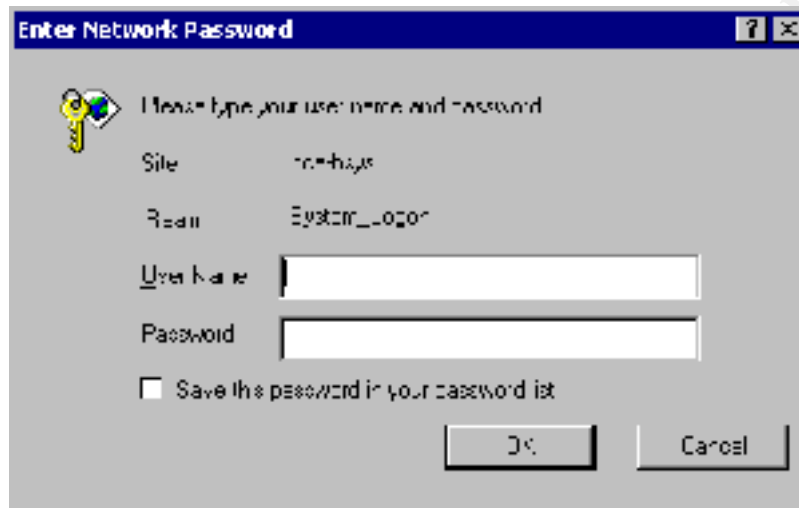 Enter Network Password
Please type your user name and password
Site
Realm System_Logon
User Name
Password
Save this password in your password list
OK Cancel